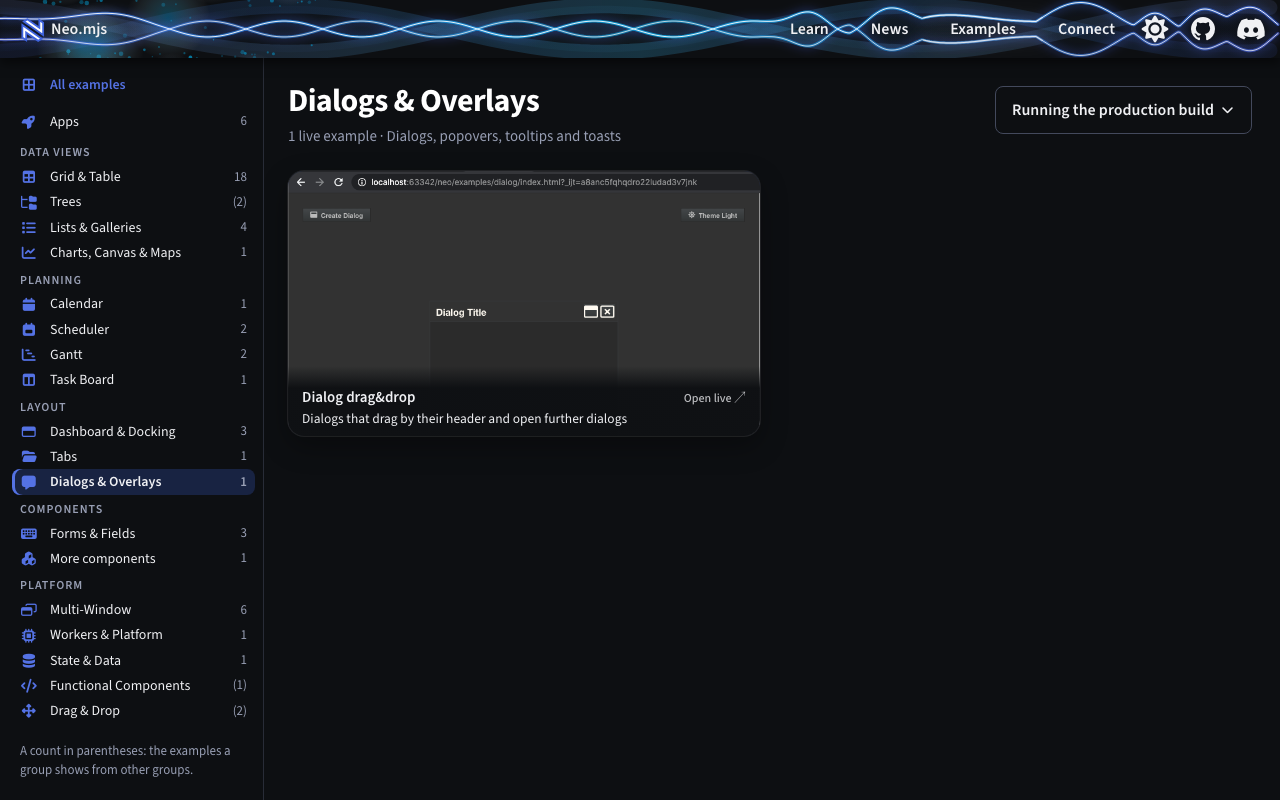 Neo.mjs
Learn
News
Examples
Connect
All examples
Apps 6
DATA VIEWS
Grid & Table 18
Trees (2)
Lists & Galleries 4
Charts, Canvas & Maps 1
PLANNING
Calendar 1
Scheduler 2
Gantt 2
Task Board 1
LAYOUT
Dashboard & Docking 3
Tabs 1
Dialogs & Overlays 1
COMPONENTS
Forms & Fields 3
More components 1
PLATFORM
Multi-Window 6
Workers & Platform 1
State & Data 1
Functional Components (1)
Drag & Drop (2)
A count in parentheses: the examples a
group shows from other groups.
Dialogs & Overlays
1 live example · Dialogs, popovers, tooltips and toasts
Running the production build
localhost:63342/neo/examples/dialog/index.html?_ijt=a8anc5fqhqdro22iudad3v7jnk
Create Dialog
Theme Light
Dialog Title
Dialog drag&drop
Open live
Dialogs that drag by their header and open further dialogs